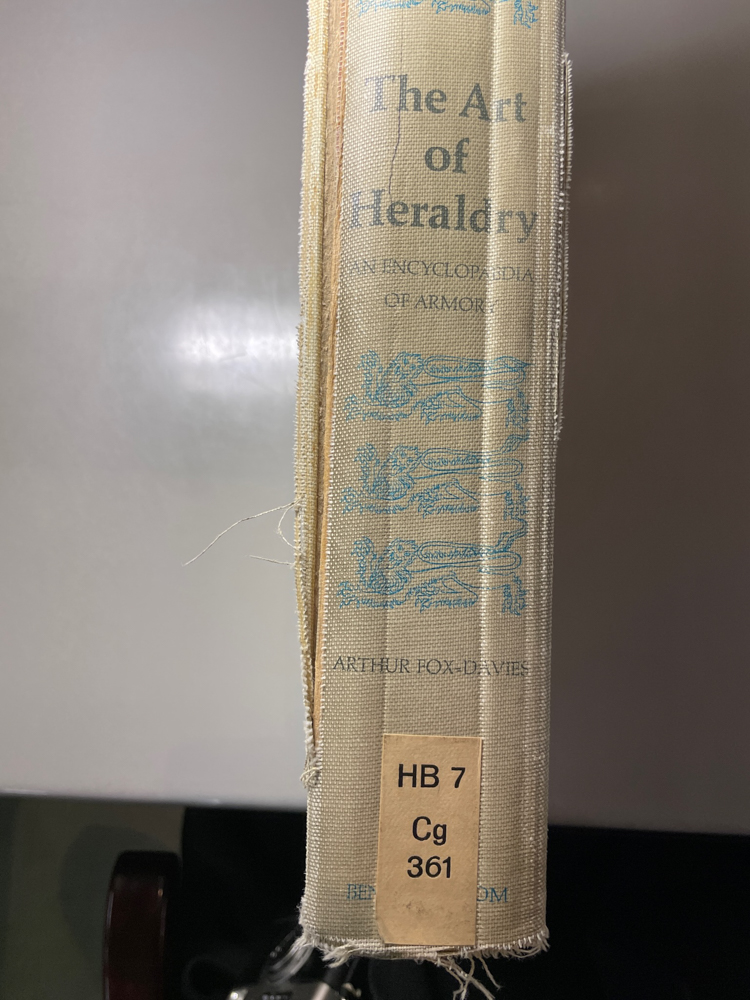 The Art
of
Heraldry
AN ENCYCLOPAEDIA
OF ARMORY
ARTHUR FOX-DAVIES
HB 7
Cg
361